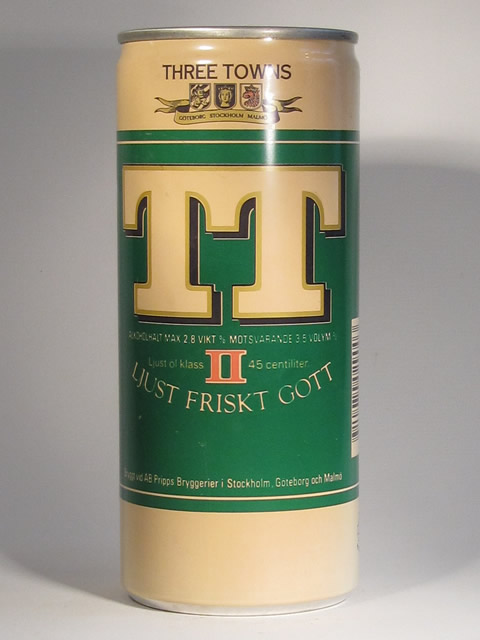 THREE TOWNS
GÖTEBORG STOCKHOLM MALMÖ
TT
ALKOHOLHALT MAX 2.8 VIKT % MOTSVARANDE 3.5 VOLYM %
Ljust öl klass II 45 centiliter
LJUST FRISKT GOTT
Bryggt vid AB Pripps Bryggerier i Stockholm, Göteborg och Malmö